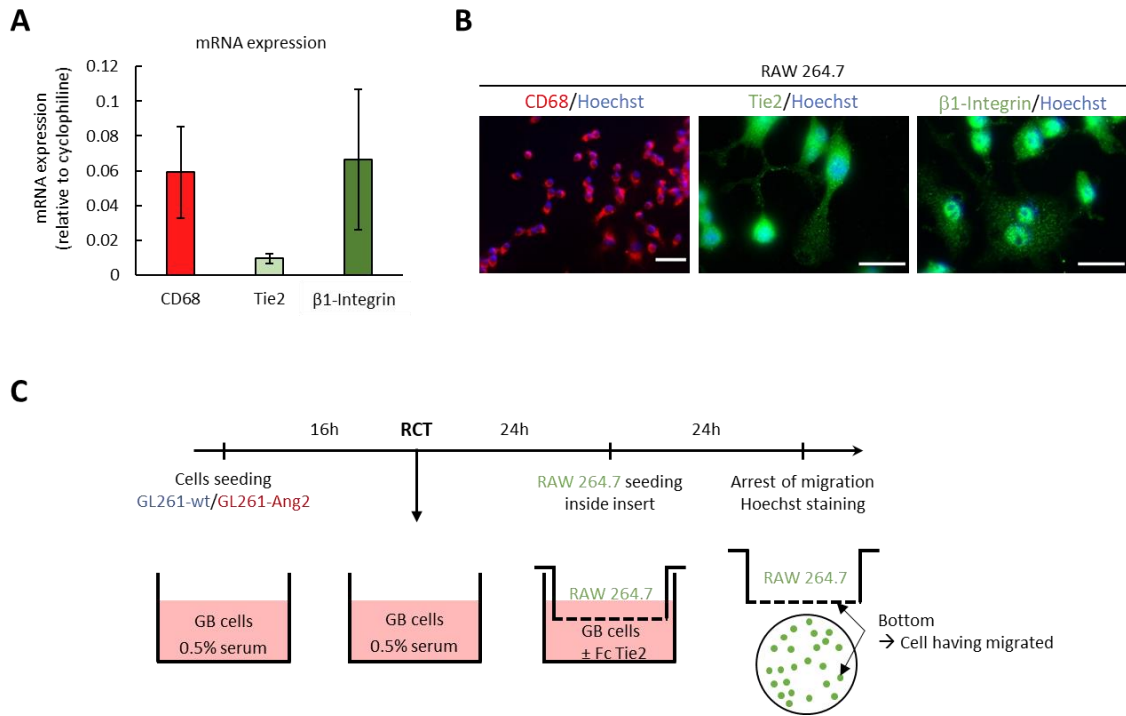 A
mRNA expression
mRNA expression
(relative to cyclophiline)
0.12
0.1
0.08
0.06
0.04
0.02
0
CD68
Tie2
β1-Integrin
B
RAW 264.7
CD68/Hoechst
Tie2/Hoechst
β1-Integrin/Hoechst
C
16h
RCT
24h
24h
Cells seeding
GL261-wt/GL261-Ang2
RAW 264.7 seeding
inside insert
Arrest of migration
Hoechst staining
GB cells
0.5% serum
GB cells
0.5% serum
RAW 264.7
GB cells
± Fc Tie2
RAW 264.7
Bottom
→ Cell having migrated